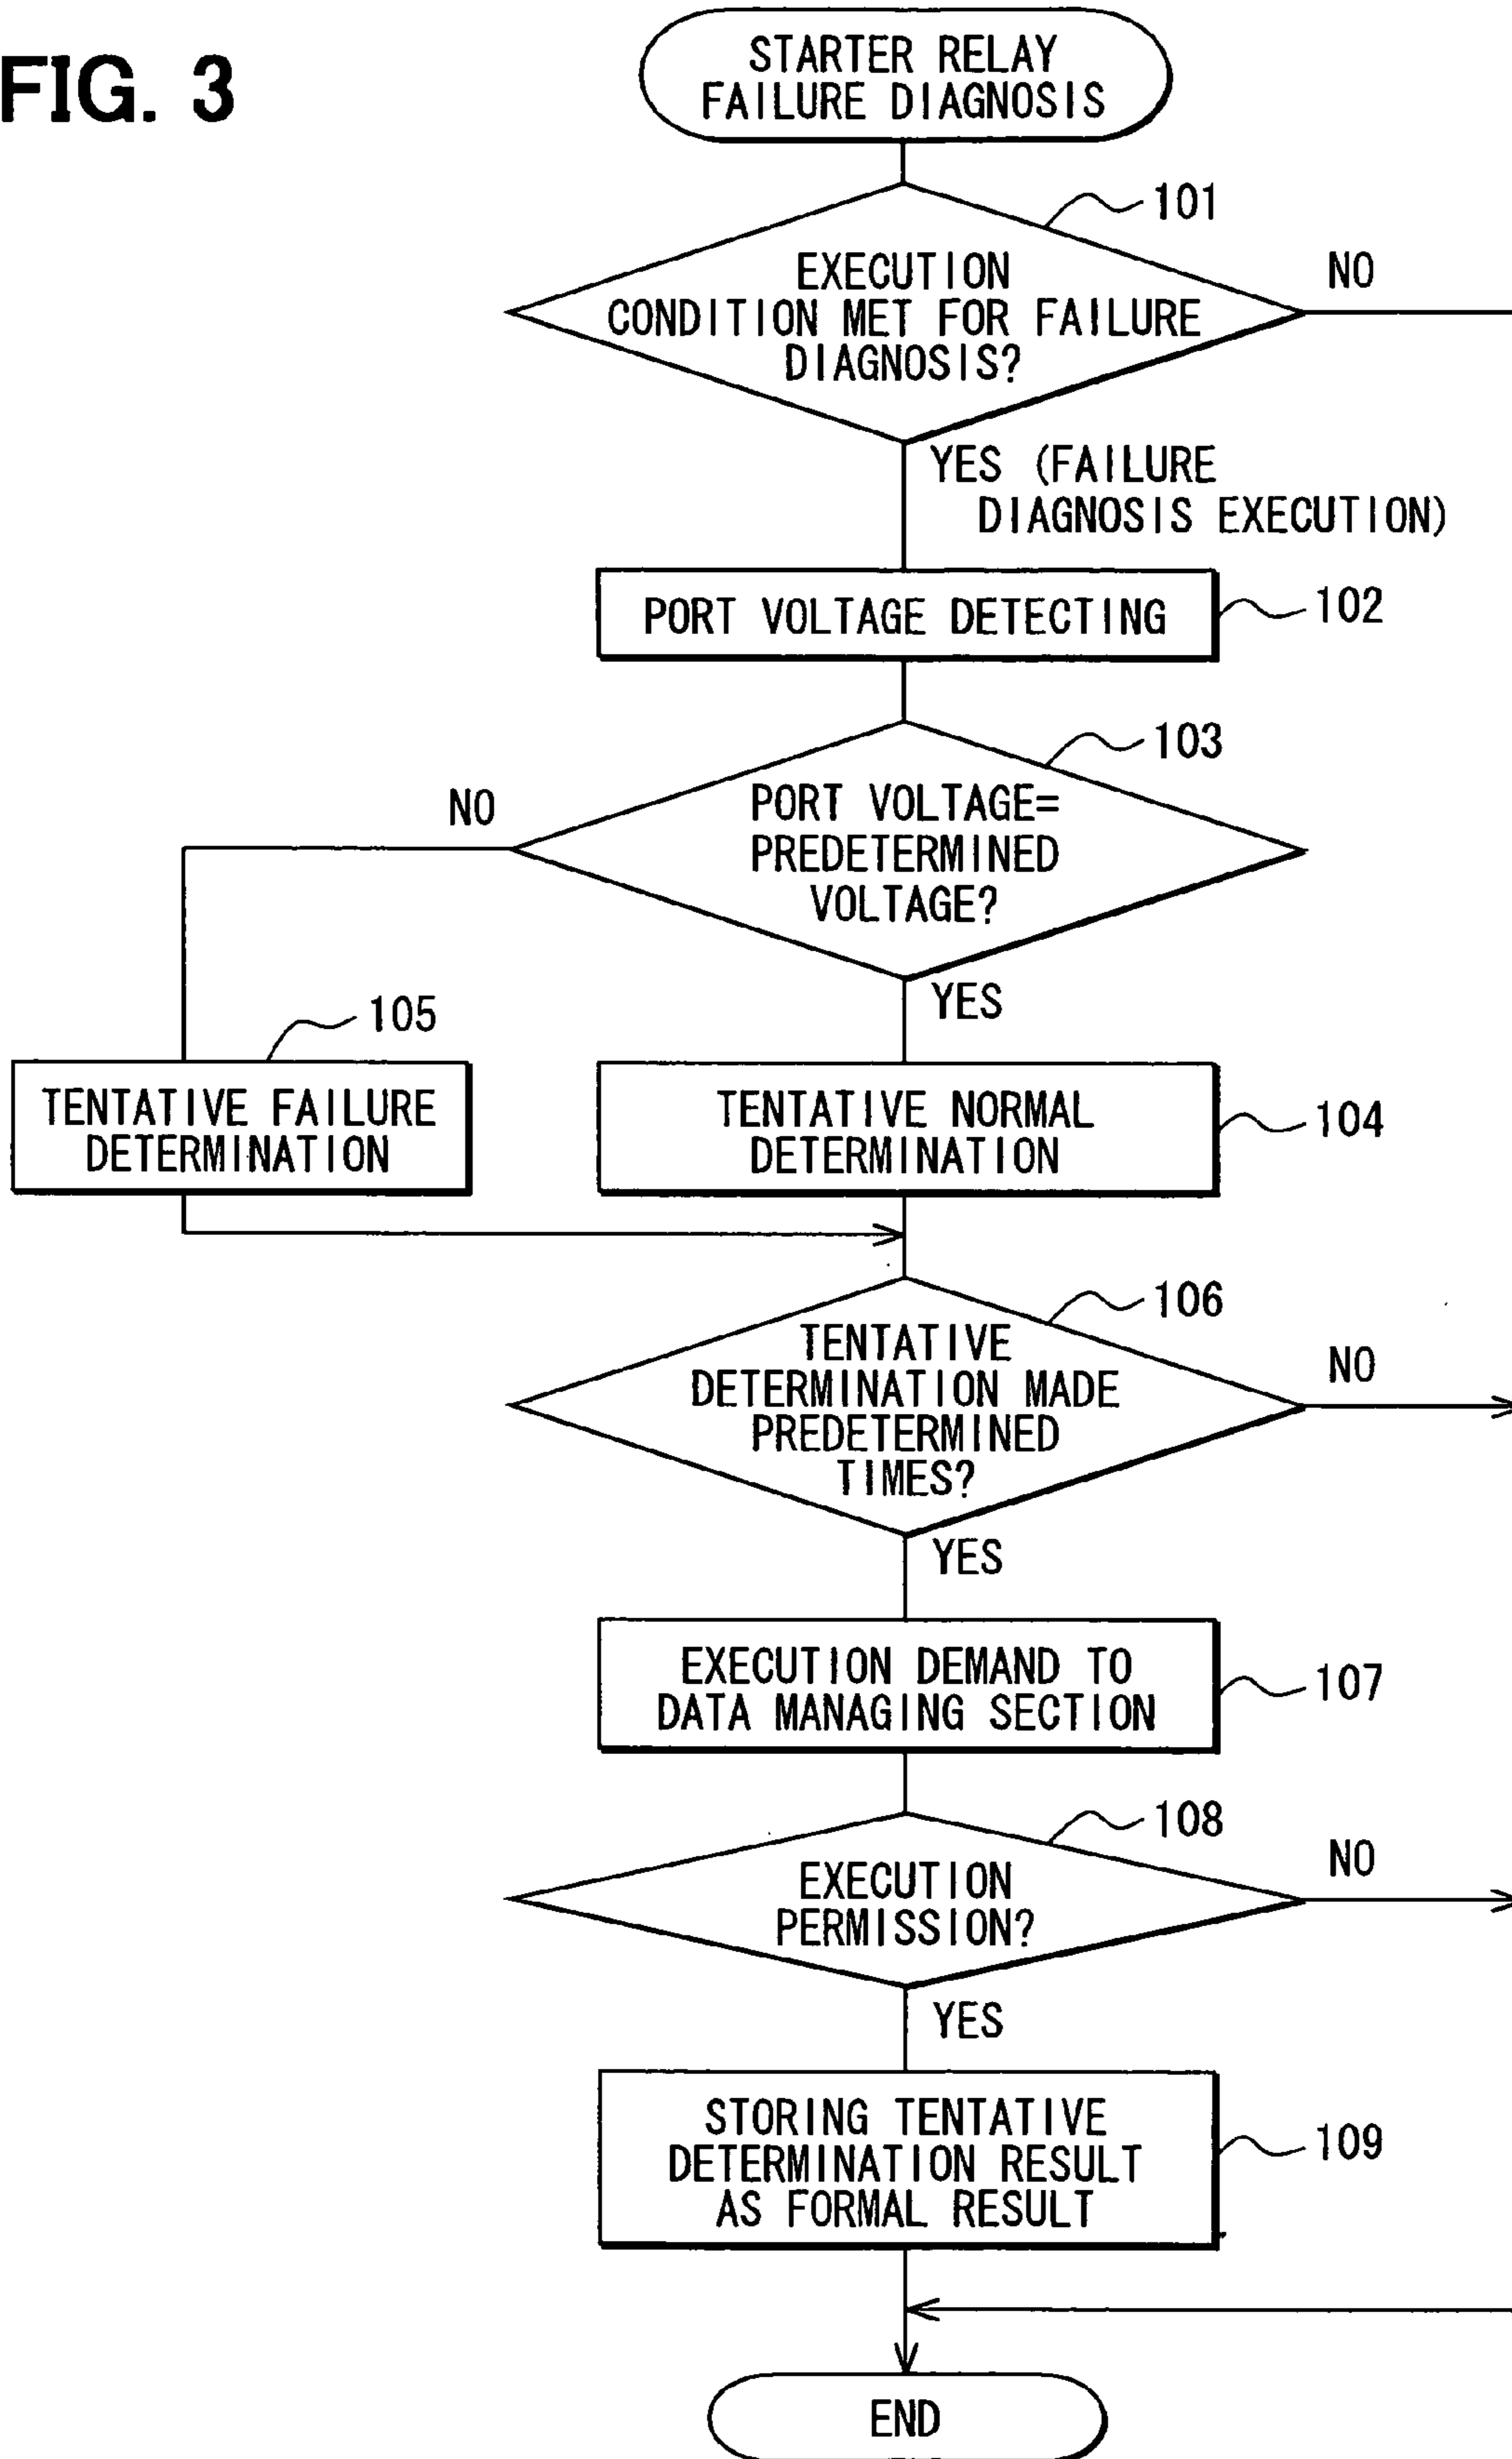 FIG. 3
STARTER RELAY
FAILURE DIAGNOSIS
101
EXECUTION
CONDITION MET FOR FAILURE
DIAGNOSIS?
NO
YES (FAILURE
DIAGNOSIS EXECUTION)
PORT VOLTAGE DETECTING
102
103
PORT VOLTAGE=
PREDETERMINED
VOLTAGE?
NO
YES
105
TENTATIVE FAILURE
DETERMINATION
TENTATIVE NORMAL
DETERMINATION
104
106
TENTATIVE
DETERMINATION MADE
PREDETERMINED
TIMES?
NO
YES
EXECUTION DEMAND TO
DATA MANAGING SECTION
107
108
EXECUTION
PERMISSION?
NO
YES
STORING TENTATIVE
DETERMINATION RESULT
AS FORMAL RESULT
109
END